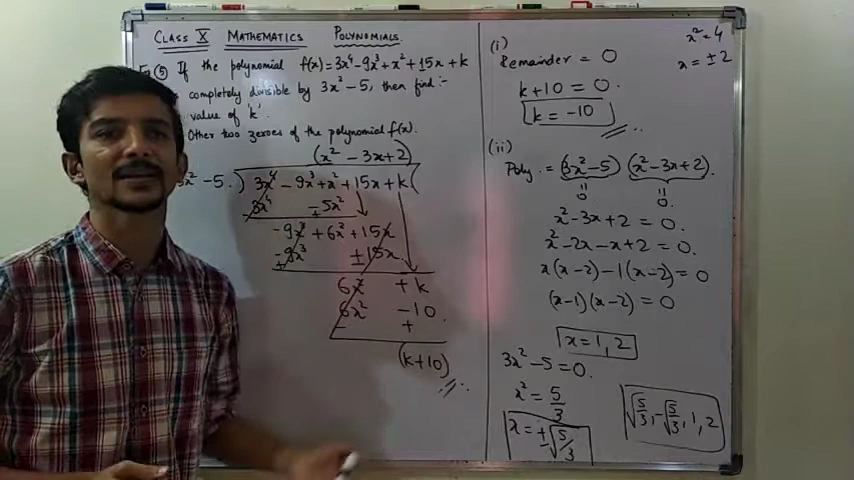 CLASS X MATHEMATICS POLYNOMIALS.
(5) If the polynomial f(x) = 3x⁴ - 9x³ + x² + 15x + k
completely divisible by 3x² - 5, then find :-
value of 'k'.
Other two zeroes of the polynomial f(x).
(x² - 3x + 2)
x² - 5. ) 3x⁴ - 9x³ + x² + 15x + k (
3x⁴ - 5x²
- +
- 9x³ + 6x² + 15x
- 9x³ ± 15x
+
6x² + k
6x² - 10
- +
(k+10)
(i)
Remainder = 0
k + 10 = 0.
k = -10
x² = 4
x = ± 2
(ii)
Poly. = (3x² - 5) (x² - 3x + 2).
= 0 = 0.
x² - 3x + 2 = 0.
x² - 2x - x + 2 = 0.
x(x-2) - 1(x-2) = 0
(x-1)(x-2) = 0
x = 1, 2
3x² - 5 = 0.
x² = 5/3
x = ± √5/3
√5/3, -√5/3, 1, 2